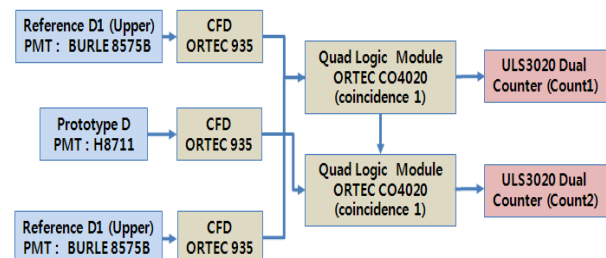 Reference D1 (Upper)
PMT : BURLE 8575B
CFD
ORTEC 935
Quad Logic Module
ORTEC CO4020
(coincidence 1)
ULS3020 Dual
Counter (Count1)
Prototype D
PMT : H8711
CFD
ORTEC 935
Quad Logic Module
ORTEC CO4020
(coincidence 1)
ULS3020 Dual
Counter (Count2)
Reference D1 (Upper)
PMT : BURLE 8575B
CFD
ORTEC 935